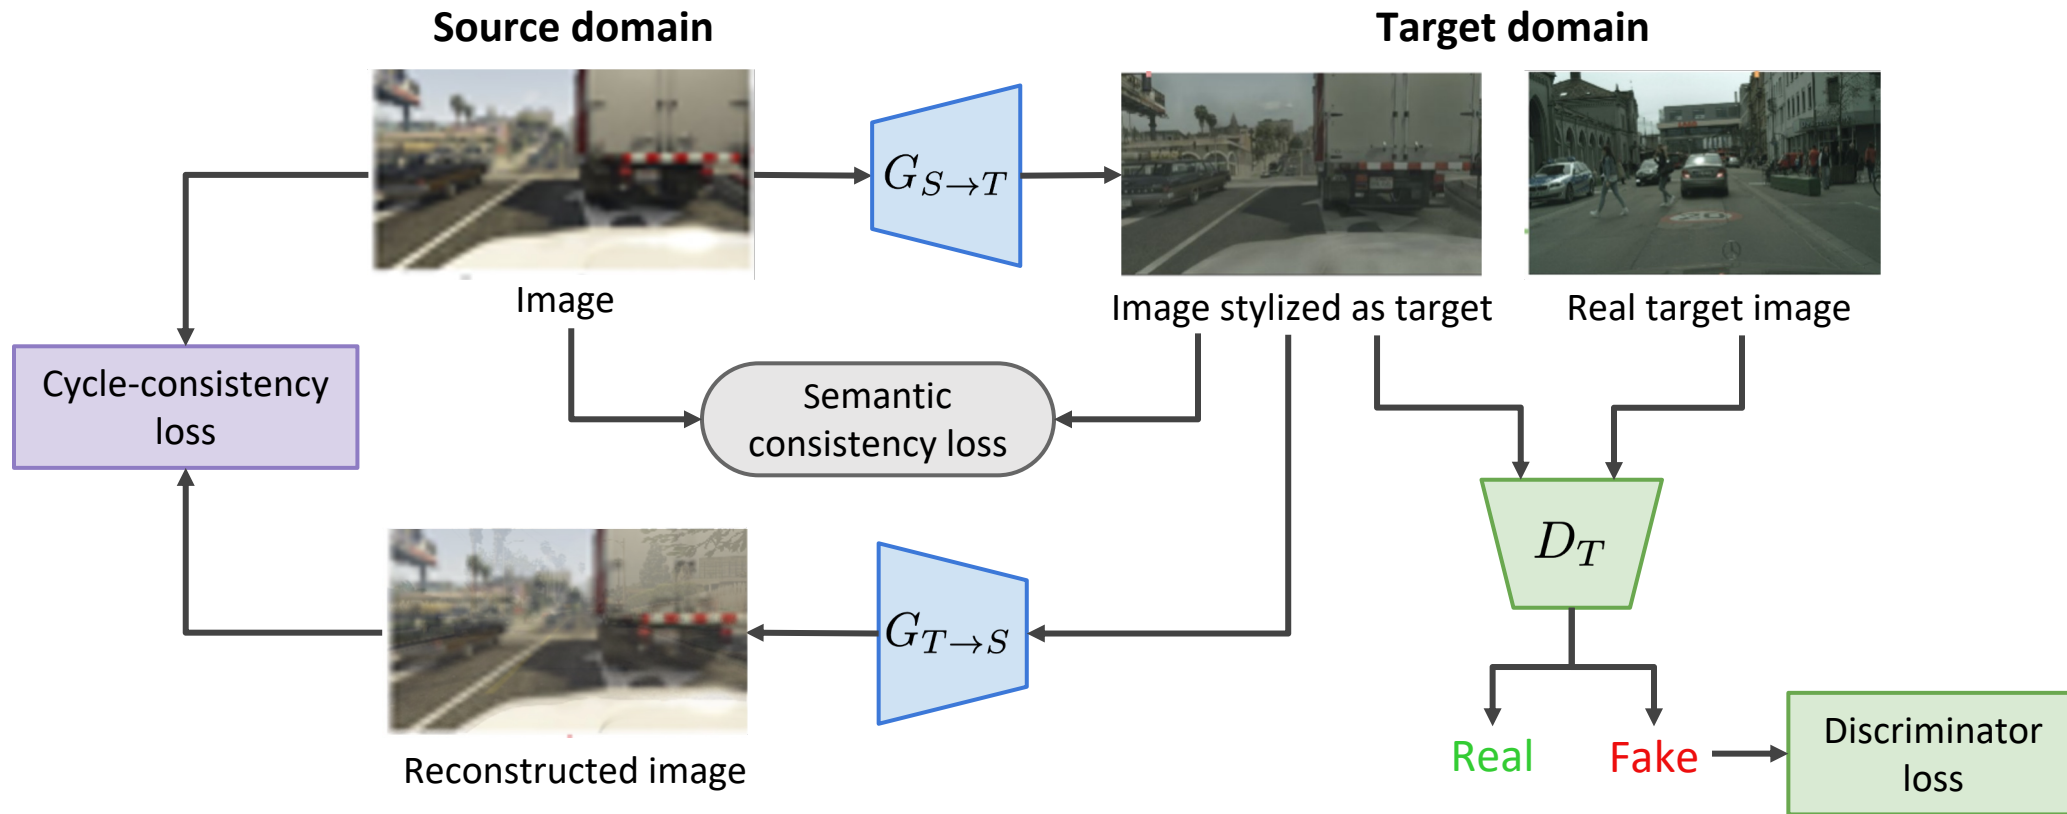 Source domain
Target domain
G_{S→T}
Image
Image stylized as target
Real target image
Cycle-consistency
loss
Semantic
consistency loss
D_T
G_{T→S}
Reconstructed image
Real
Fake
Discriminator
loss